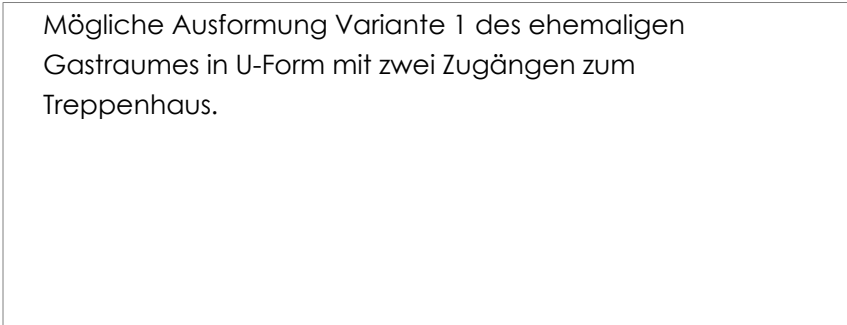 Mögliche Ausformung Variante 1 des ehemaligen
Gastraumes in U-Form mit zwei Zugängen zum
Treppenhaus.